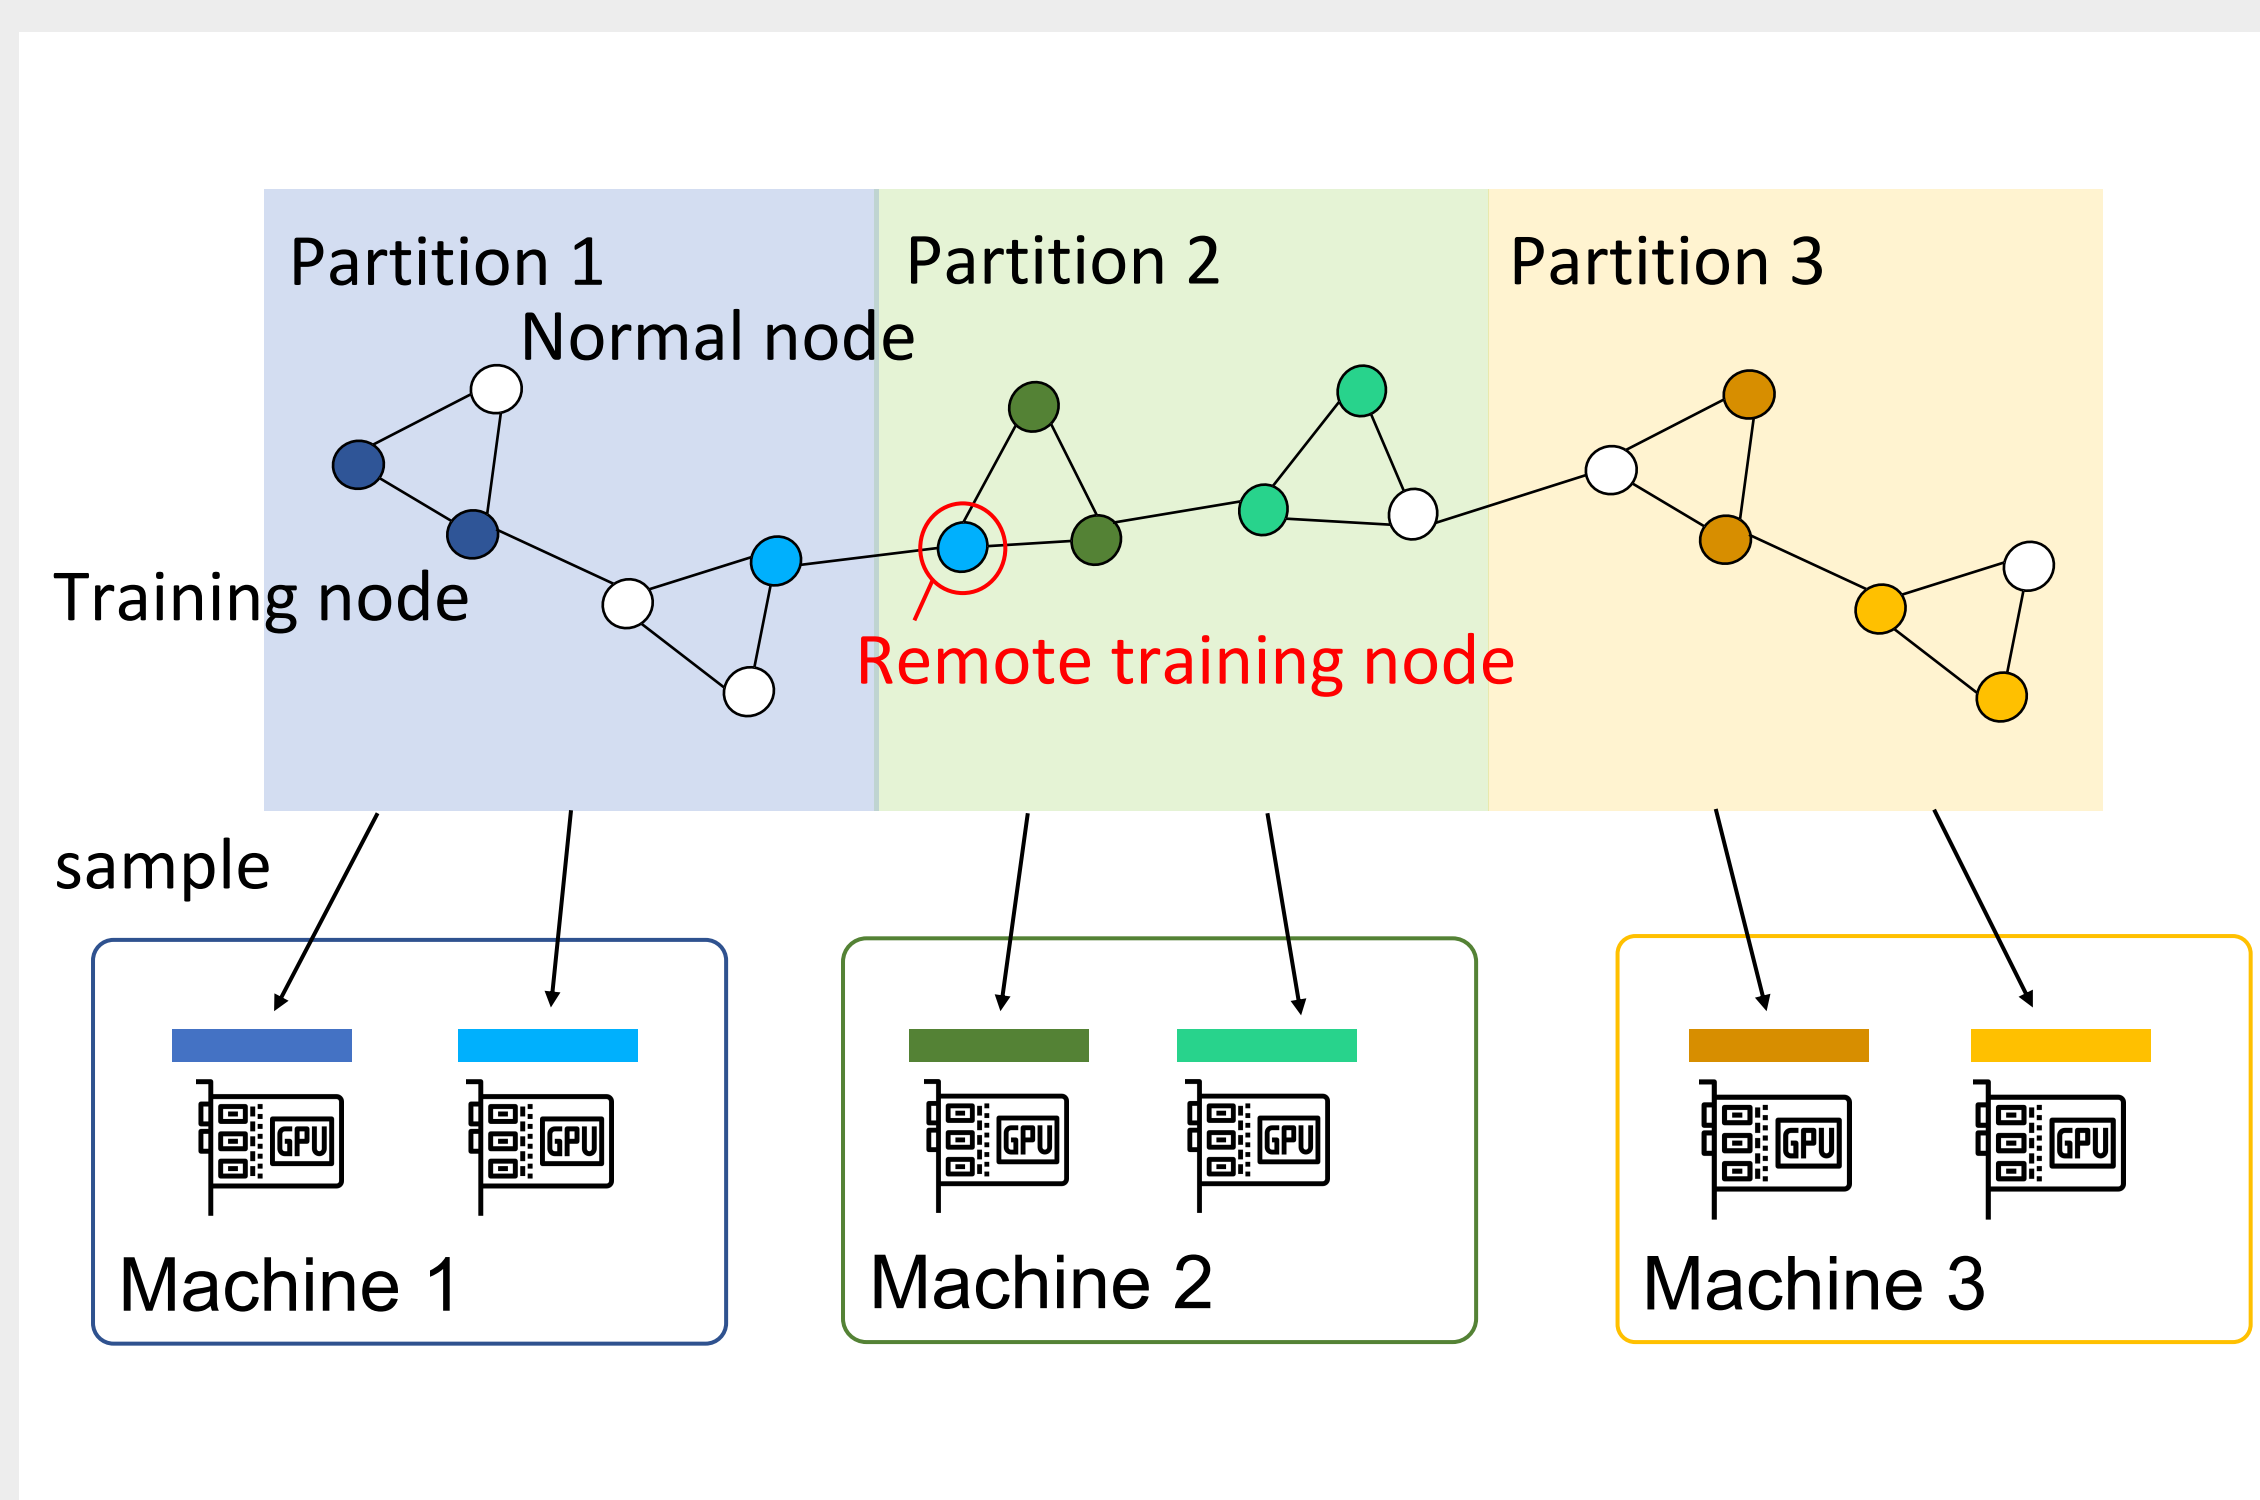 Partition 1
Partition 2
Partition 3
Normal node
Training node
Remote training node
sample
GPU
GPU
GPU
GPU
GPU
GPU
Machine 1
Machine 2
Machine 3